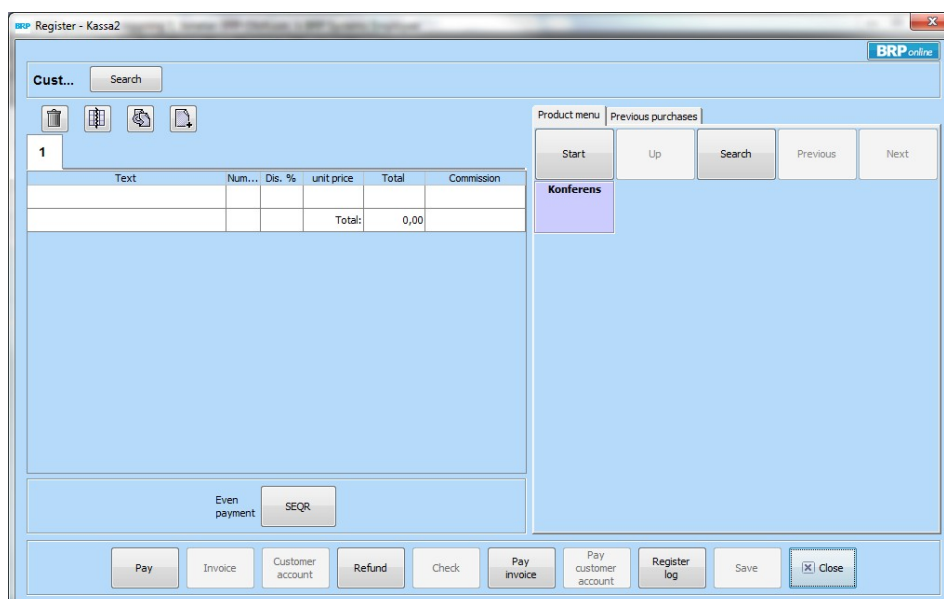 BRP Register - Kassa2
BRP online
Cust... Search
Product menu Previous purchases
1
Start Up Search Previous Next
Text Num... Dis. % unit price Total Commission
Konferens
Total: 0,00
Even
payment
SEQR
Pay Invoice Customer
account Refund Check Pay
invoice Pay
customer
account Register
log Save Close